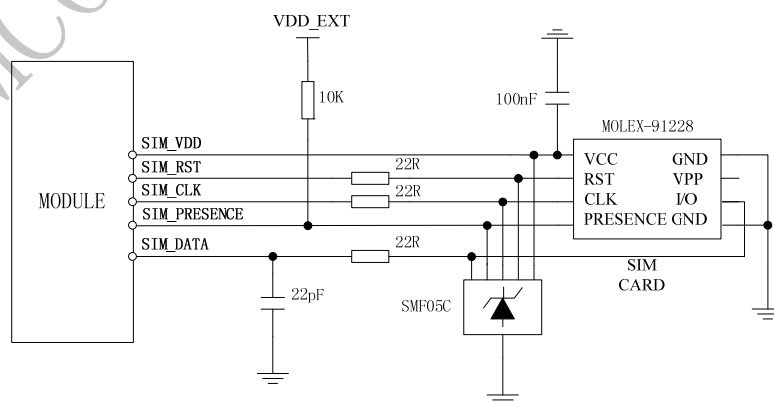 VDD_EXT
10K
100nF
MOLEX-91228
SIM_VDD
SIM_RST
22R
SIM_CLK
22R
SIM_PRESENCE
SIM_DATA
22R
MODULE
VCC GND
RST VPP
CLK I/O
PRESENCE GND
SIM
CARD
22pF
SMF05C